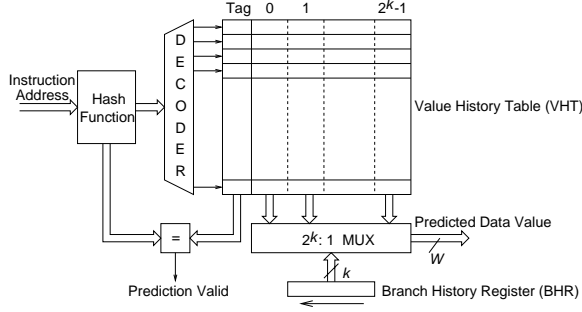 Tag 0 1 2^k-1
Instruction
Address
Hash
Function
DECODER
Value History Table (VHT)
Predicted Data Value
=
2^k: 1 MUX
W
k
Prediction Valid
Branch History Register (BHR)